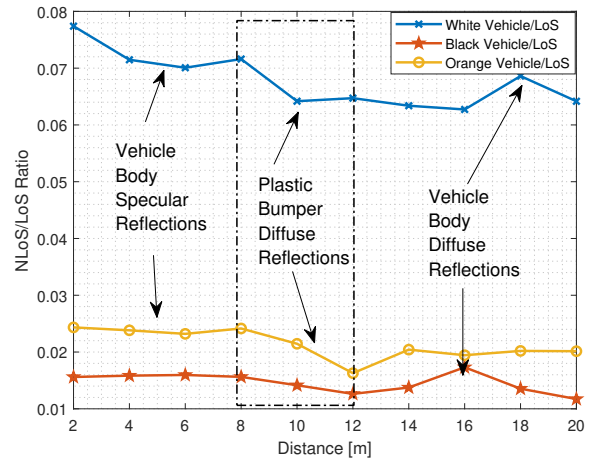 0.08
0.07
0.06
0.05
0.04
0.03
0.02
0.01
NLoS/LoS Ratio
White Vehicle/LoS
Black Vehicle/LoS
Orange Vehicle/LoS
Vehicle
Body
Specular
Reflections
Plastic
Bumper
Diffuse
Reflections
Vehicle
Body
Diffuse
Reflections
2 4 6 8 10 12 14 16 18 20
Distance [m]